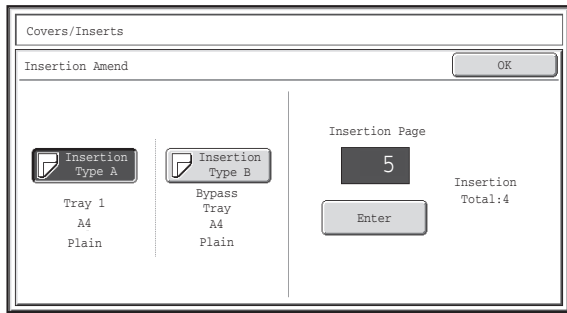 Covers/Inserts
Insertion Amend
OK
Insertion
Type A
Tray 1
A4
Plain
Insertion
Type B
Bypass
Tray
A4
Plain
Insertion Page
5
Enter
Insertion
Total:4